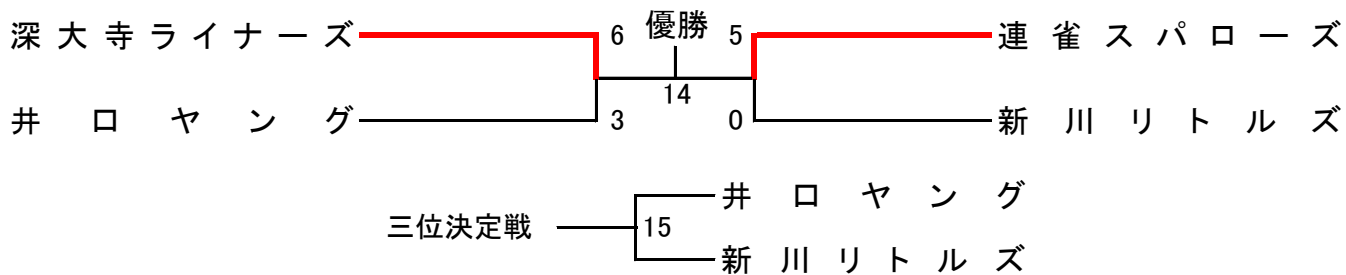 深大寺ライナーズ 6 優勝 5 連雀スパローズ
14
井口ヤング 3 0 新川リトルズ
井口ヤング
三位決定戦 15
新川リトルズ